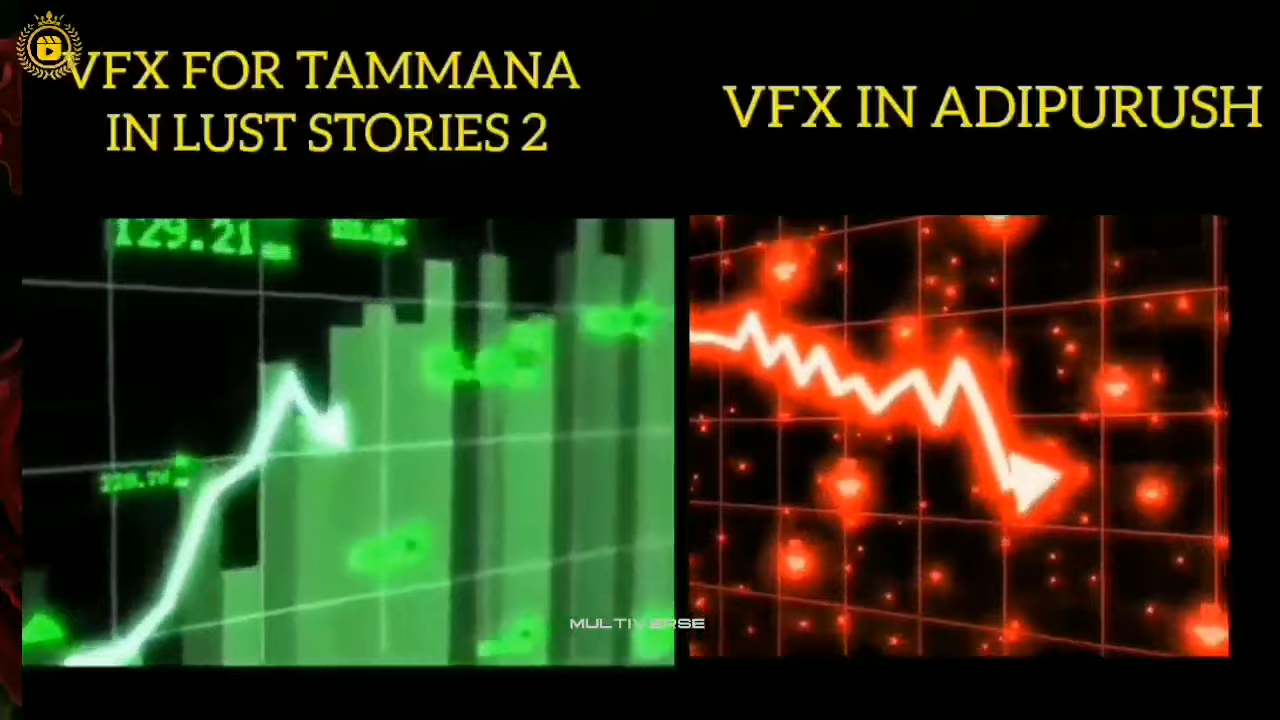 VFX FOR TAMMANA
IN LUST STORIES 2
VFX IN ADIPURUSH
129.21
MULTIVERSE